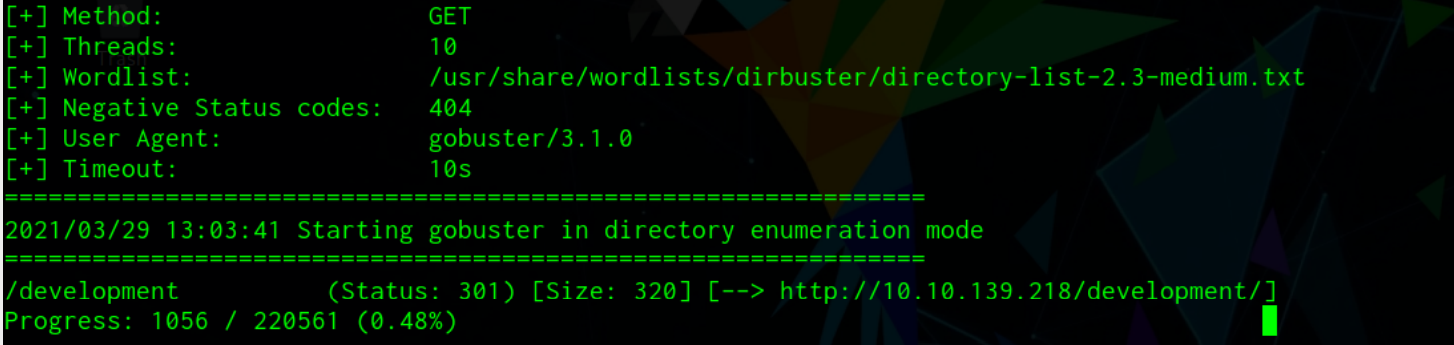 [+] Method: GET
[+] Threads: 10
[+] Wordlist: /usr/share/wordlists/dirbuster/directory-list-2.3-medium.txt
[+] Negative Status codes: 404
[+] User Agent: gobuster/3.1.0
[+] Timeout: 10s
===============================================================
2021/03/29 13:03:41 Starting gobuster in directory enumeration mode
===============================================================
/development (Status: 301) [Size: 320] [--> http://10.10.139.218/development/]
Progress: 1056 / 220561 (0.48%)